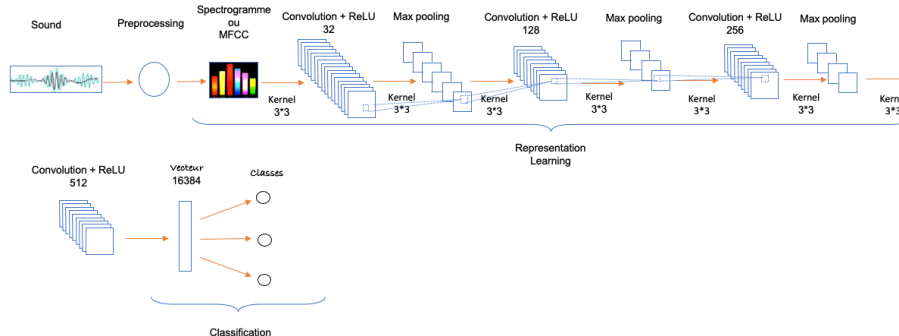 Sound
Preprocessing
Spectrogramme
ou
MFCC
Convolution + ReLU
32
Max pooling
Convolution + ReLU
128
Max pooling
Convolution + ReLU
256
Max pooling
Kernel
3*3
Kernel
3*3
Kernel
3*3
Kernel
3*3
Kernel
3*3
Kernel
3*3
Kernel
3*3
Representation
Learning
Convolution + ReLU
512
Vecteur
16384
Classes
Classification